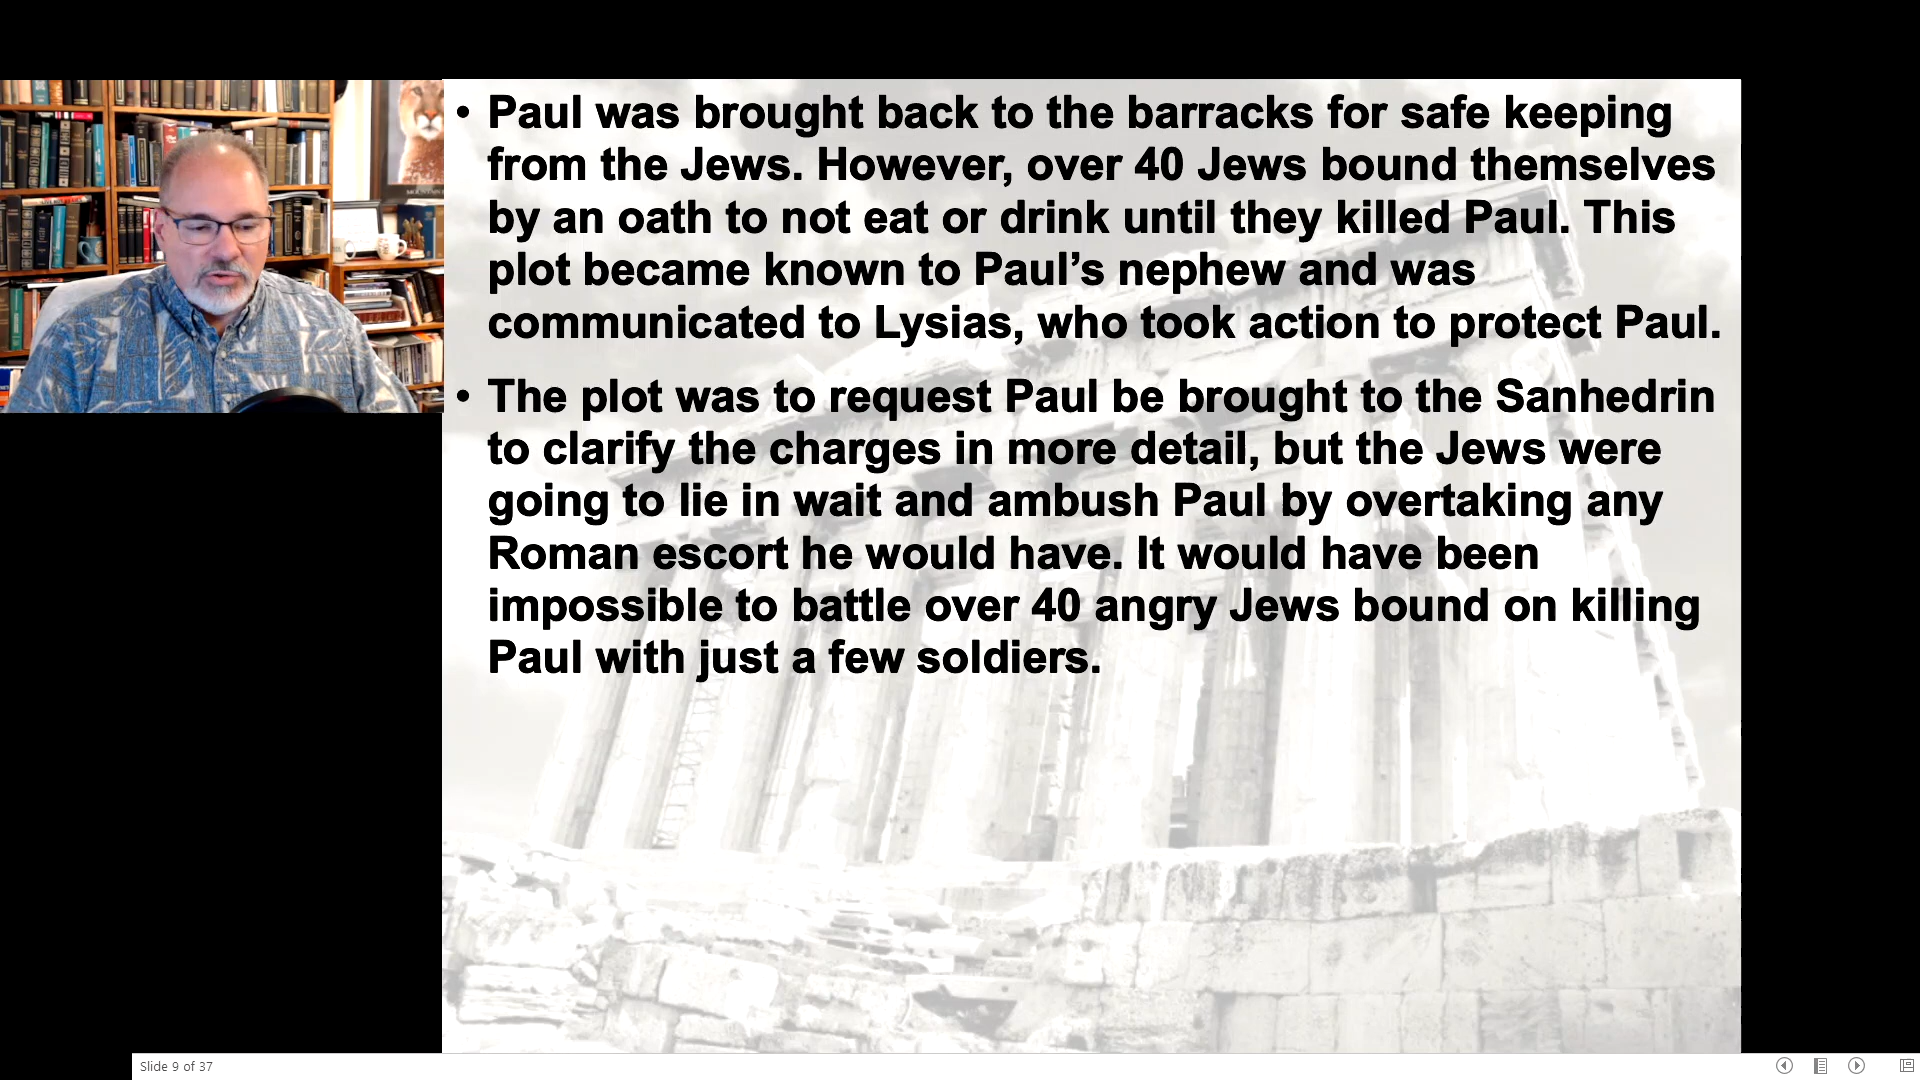 • Paul was brought back to the barracks for safe keeping
from the Jews. However, over 40 Jews bound themselves
by an oath to not eat or drink until they killed Paul. This
plot became known to Paul’s nephew and was
communicated to Lysias, who took action to protect Paul.
• The plot was to request Paul be brought to the Sanhedrin
to clarify the charges in more detail, but the Jews were
going to lie in wait and ambush Paul by overtaking any
Roman escort he would have. It would have been
impossible to battle over 40 angry Jews bound on killing
Paul with just a few soldiers.
Slide 9 of 37